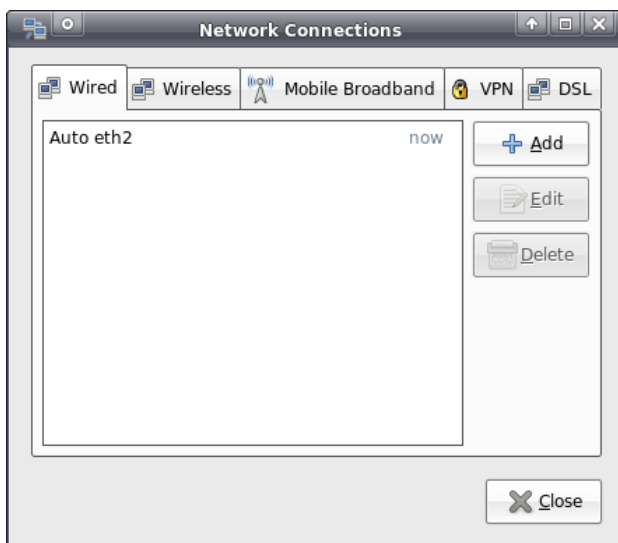 Network Connections
Wired Wireless Mobile Broadband VPN DSL
Auto eth2 now
Add
Edit
Delete
Close